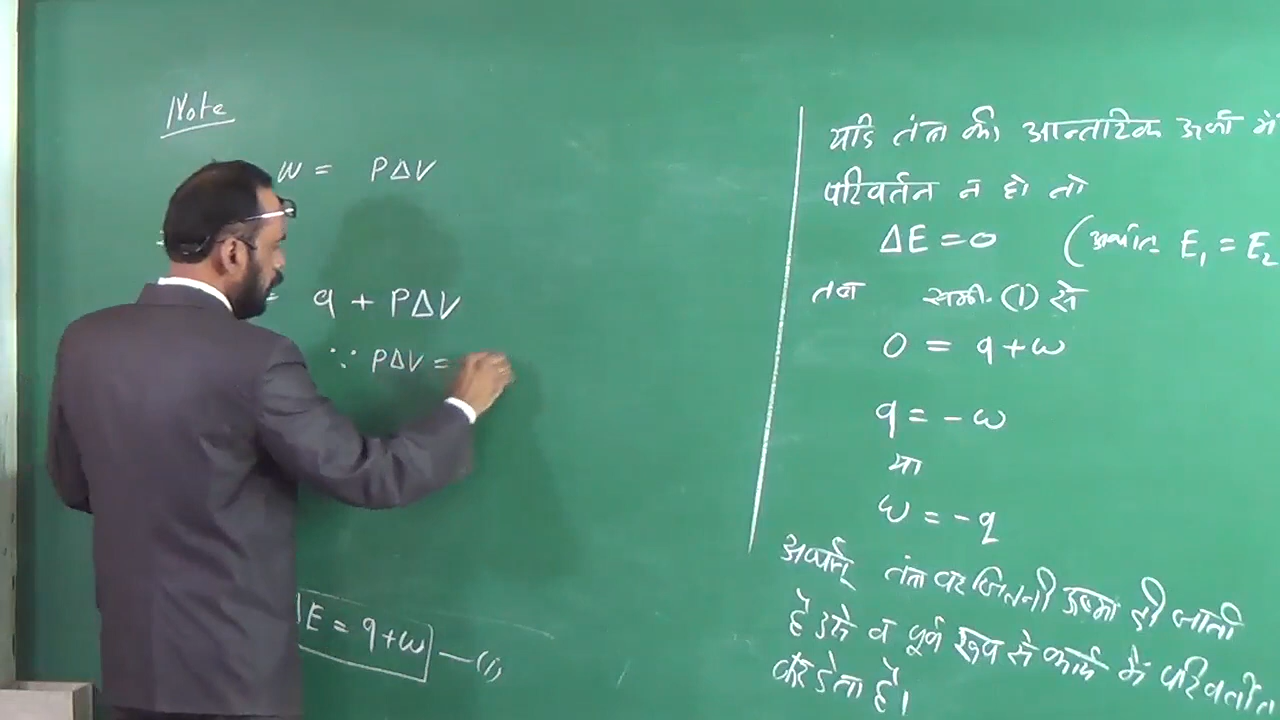 Note
w = PΔV
= q + PΔV
∵ PΔV =
ΔE = q+w —(1)
यदि तंत्र की आन्तरिक ऊर्जा में
परिवर्तन न हो तो
ΔE = 0 (अर्थात E₁ = E₂
तब समी. (1) से
0 = q+w
q = -w
या
w = -q
अर्थात् तंत्र पर जितनी ऊष्मा दी जाती
है उसे व पूर्ण रूप से कार्य में परिवर्तित
कर देता है।